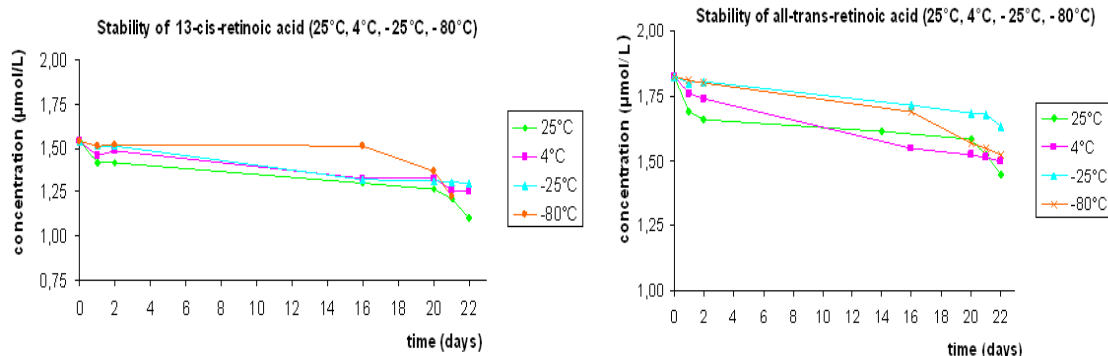 Stability of 13-cis-retinoic acid (25°C, 4°C, -25°C, -80°C)
concentration (µmol/L)
2,00
1,75
1,50
1,25
1,00
0,75
0 2 4 6 8 10 12 14 16 18 20 22
time (days)
25°C
4°C
-25°C
-80°C
Stability of all-trans-retinoic acid (25°C, 4°C, - 25°C, - 80°C)
concentration (µmol/ L)
2,00
1,75
1,50
1,25
1,00
0 2 4 6 8 10 12 14 16 18 20 22
time (days)
25°C
4°C
-25°C
-80°C